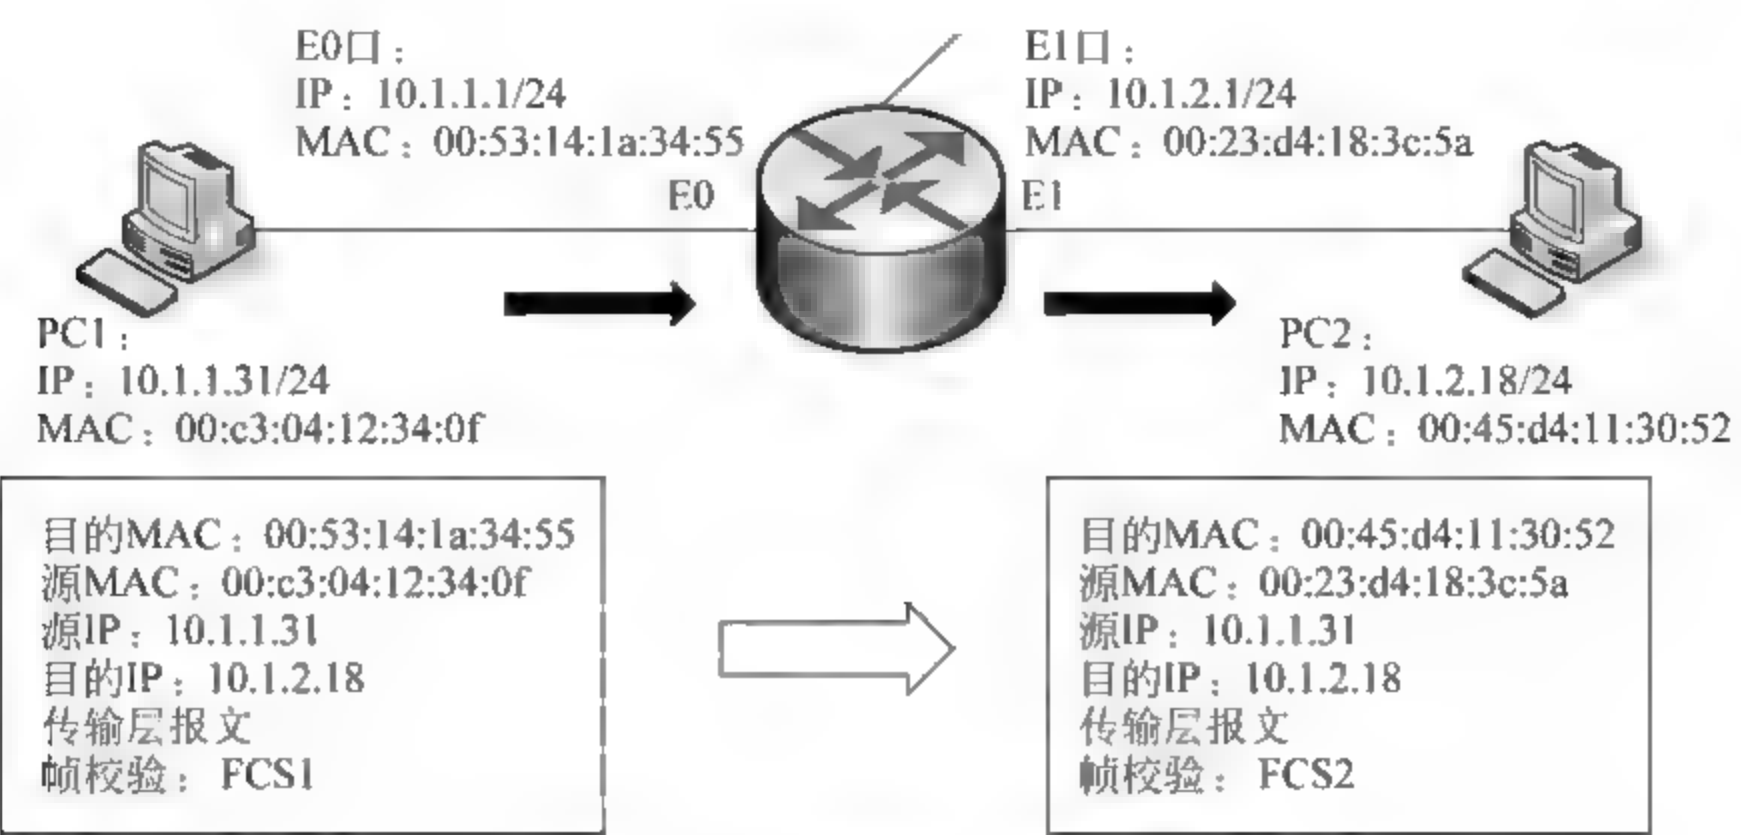 E0口：
IP：10.1.1.1/24
MAC：00:53:14:1a:34:55
E0
E1口：
IP：10.1.2.1/24
MAC：00:23:d4:18:3c:5a
E1
PC1：
IP：10.1.1.31/24
MAC：00:c3:04:12:34:0f
PC2：
IP：10.1.2.18/24
MAC：00:45:d4:11:30:52
目的MAC：00:53:14:1a:34:55
源MAC：00:c3:04:12:34:0f
源IP：10.1.1.31
目的IP：10.1.2.18
传输层报文
帧校验：FCS1
目的MAC：00:45:d4:11:30:52
源MAC：00:23:d4:18:3c:5a
源IP：10.1.1.31
目的IP：10.1.2.18
传输层报文
帧校验：FCS2